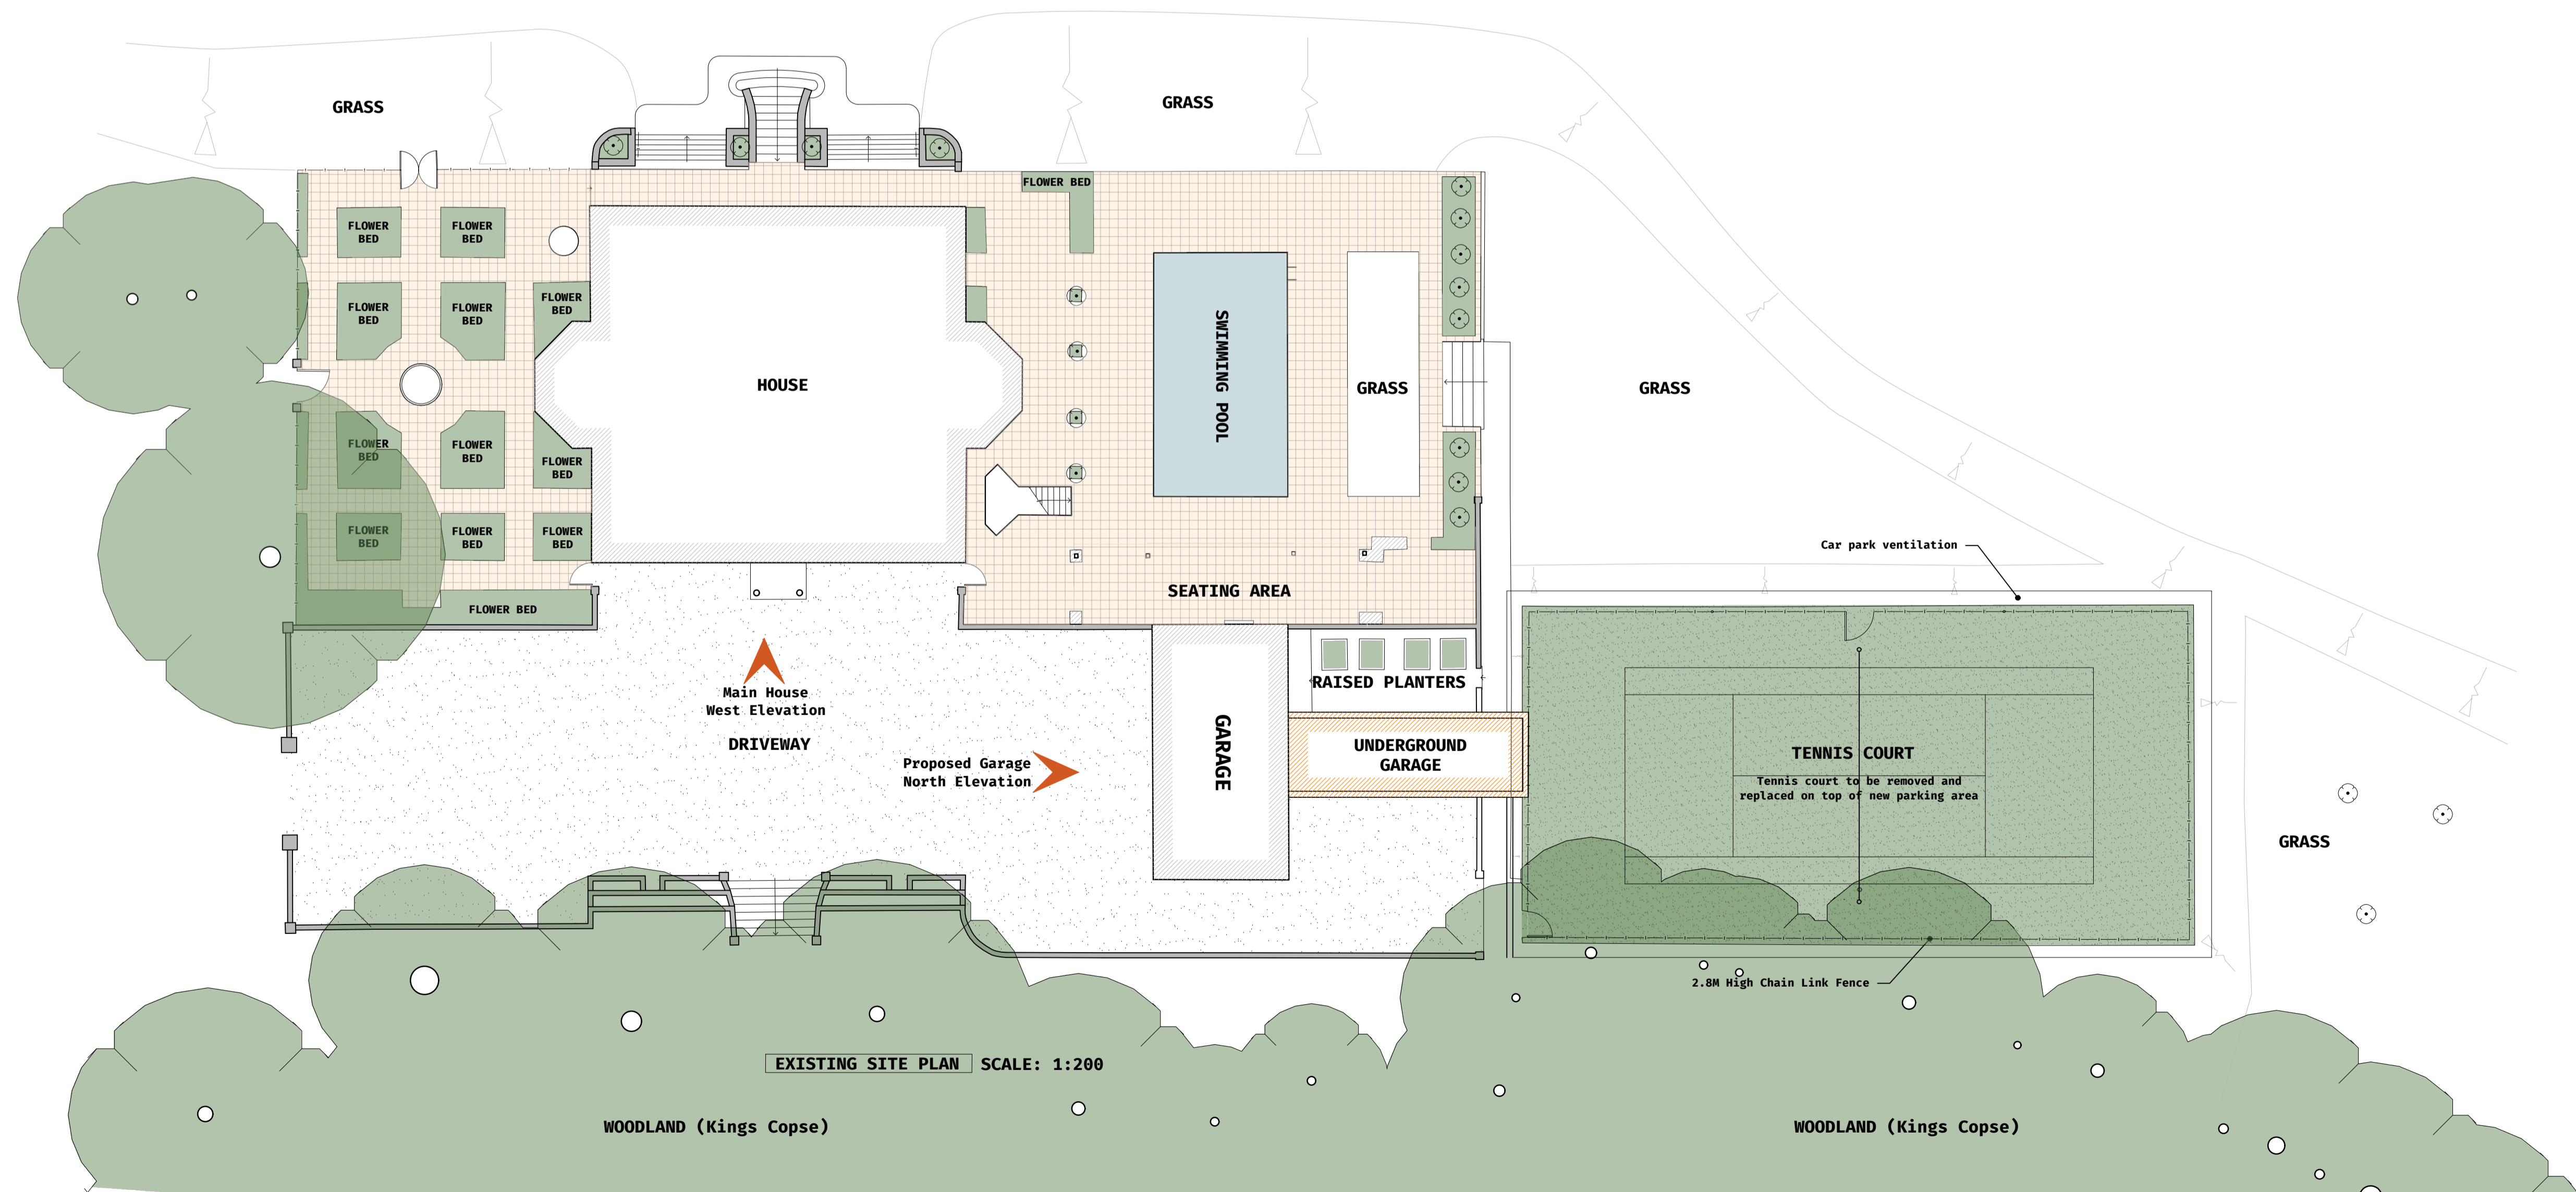 GRASS
GRASS
FLOWER BED
FLOWER
BED
FLOWER
BED
FLOWER
BED
FLOWER
BED
FLOWER
BED
HOUSE
SWIMMING POOL
GRASS
GRASS
FLOWER
BED
FLOWER
BED
FLOWER
BED
FLOWER
BED
FLOWER
BED
FLOWER
BED
FLOWER BED
SEATING AREA
Car park ventilation
RAISED PLANTERS
Main House
West Elevation
DRIVEWAY
Proposed Garage
North Elevation
GARAGE
UNDERGROUND
GARAGE
TENNIS COURT
Tennis court to be removed and
replaced on top of new parking area
GRASS
2.8M High Chain Link Fence
EXISTING SITE PLAN SCALE: 1:200
WOODLAND (Kings Copse)
WOODLAND (Kings Copse)